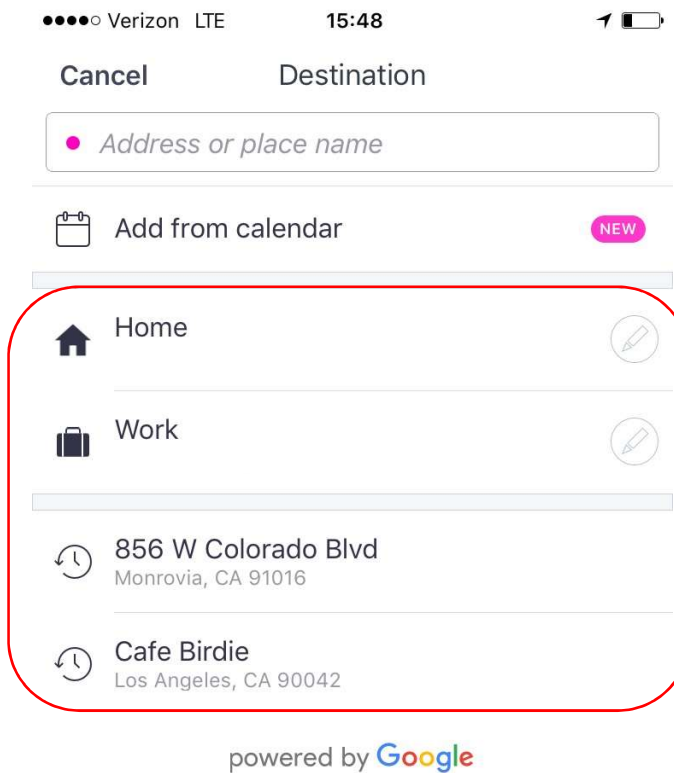 Verizon LTE 15:48
Cancel Destination
Address or place name
Add from calendar NEW
Home
Work
856 W Colorado Blvd
Monrovia, CA 91016
Cafe Birdie
Los Angeles, CA 90042
powered by Google